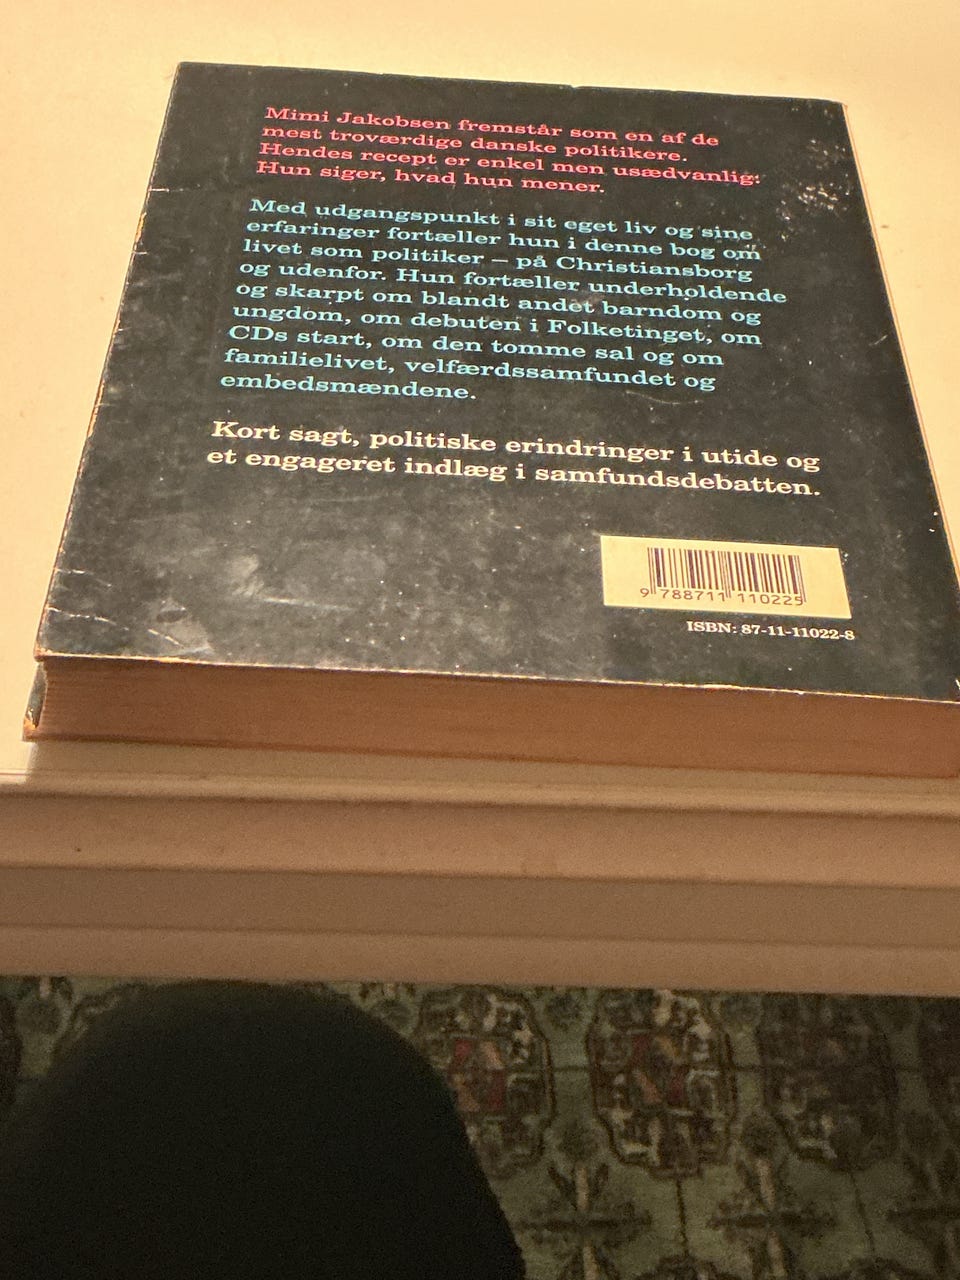 Mimi Jakobsen fremstår som en af de
mest troværdige danske politikere.
Hendes recept er enkel men usædvanlig:
Hun siger, hvad hun mener.
Med udgangspunkt i sit eget liv og sine
erfaringer fortæller hun i denne bog om
livet som politiker – på Christiansborg
og udenfor. Hun fortæller underholdende
og skarpt om blandt andet barndom og
ungdom, om debuten i Folketinget, om
CDs start, om den tomme sal og om
familielivet, velfærdssamfundet og
embedsmændene.
Kort sagt, politiske erindringer i utide og
et engageret indlæg i samfundsdebatten.
9 788711 110225
ISBN: 87-11-11022-8